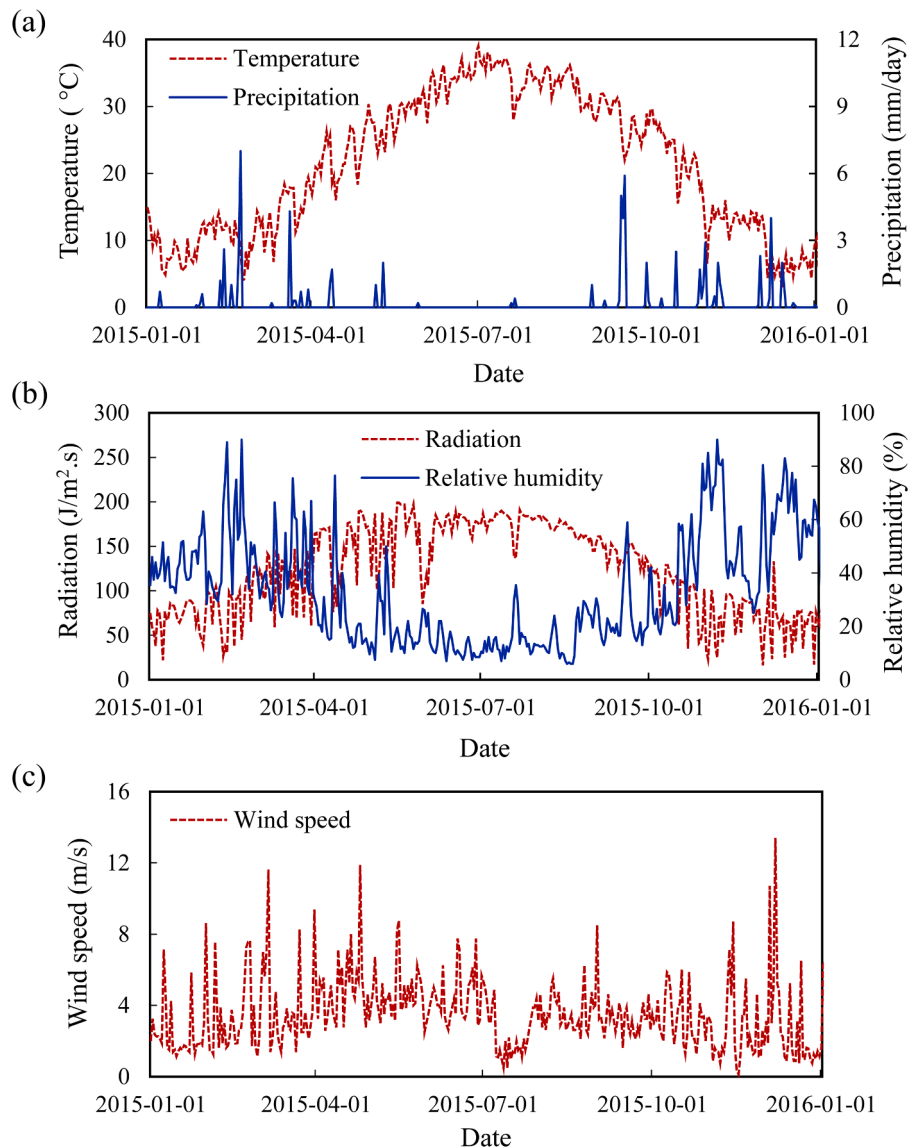 (a)
40
12
Temperature
30
9
Precipitation
20
6
10
3
0
0
Temperature ( °C)
Precipitation (mm/day)
2015-01-01 2015-04-01 2015-07-01 2015-10-01 2016-01-01
Date
(b)
300
100
Radiation
250
80
Relative humidity
200
60
150
40
100
20
50
0
0
Radiation (J/m².s)
Relative humidity (%)
2015-01-01 2015-04-01 2015-07-01 2015-10-01 2016-01-01
Date
(c)
16
Wind speed
12
8
4
0
Wind speed (m/s)
2015-01-01 2015-04-01 2015-07-01 2015-10-01 2016-01-01
Date